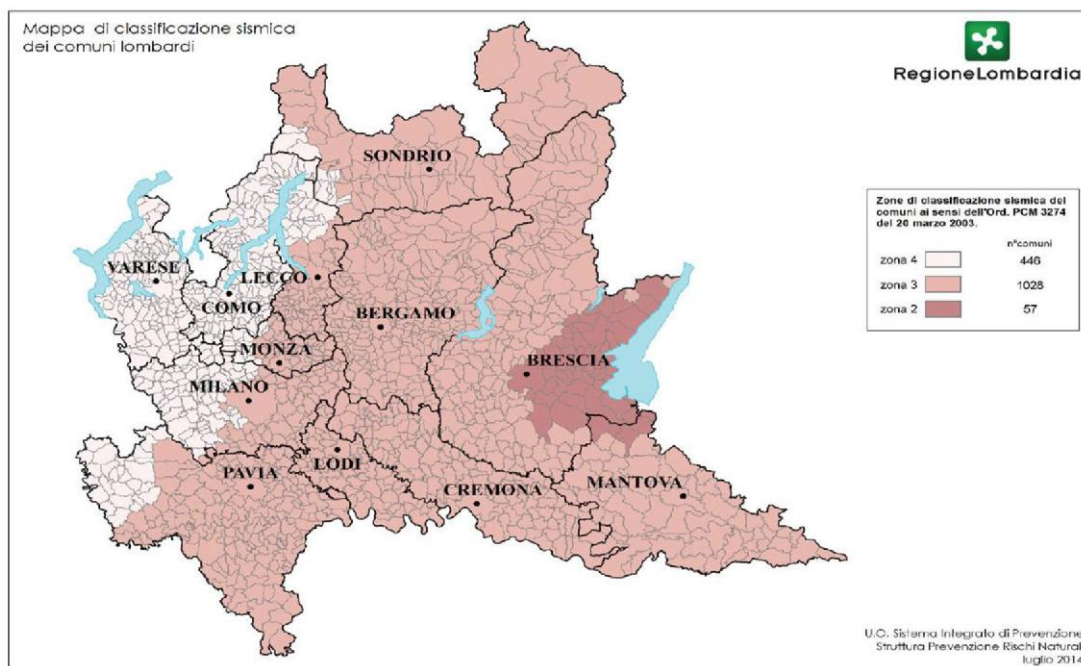 Mappa di classificazione sismica
dei comuni lombardi
RegioneLombardia
SONDRIO
VARESE
LECCO
COMO
BERGAMO
MONZA
BRESCIA
MILANO
PAVIA
LODI
CREMONA
MANTOVA
Zone di classificazione sismica dei
comuni ai sensi dell'Ord. PCM 3274
del 20 marzo 2003.
n°comuni
zona 4 446
zona 3 1028
zona 2 57
U.O. Sistema Integrato di Prevenzione
Struttura Prevenzione Rischi Natural
luglio 2014